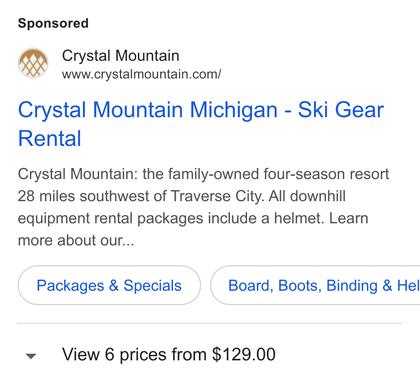 Sponsored
Crystal Mountain
www.crystalmountain.com/
Crystal Mountain Michigan - Ski Gear
Rental
Crystal Mountain: the family-owned four-season resort
28 miles southwest of Traverse City. All downhill
equipment rental packages include a helmet. Learn
more about our...
Packages & Specials
Board, Boots, Binding &
View 6 prices from $129.00